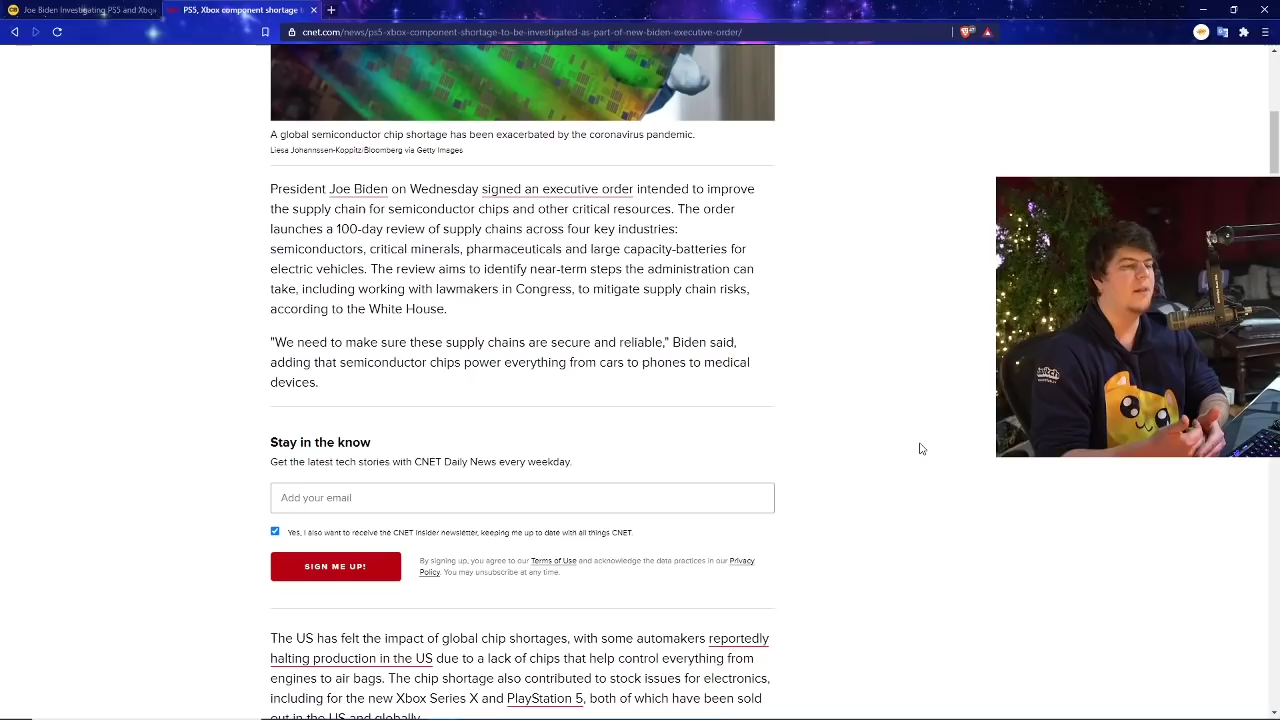 Joe Biden Investigating PS5 and Xbox
PS5, Xbox component shortage to
cnet.com/news/ps5-xbox-component-shortage-to-be-investigated-as-part-of-new-biden-executive-order/
A global semiconductor chip shortage has been exacerbated by the coronavirus pandemic.
Liesa Johannssen-Koppitz/Bloomberg via Getty Images
President Joe Biden on Wednesday signed an executive order intended to improve
the supply chain for semiconductor chips and other critical resources. The order
launches a 100-day review of supply chains across four key industries:
semiconductors, critical minerals, pharmaceuticals and large capacity-batteries for
electric vehicles. The review aims to identify near-term steps the administration can
take, including working with lawmakers in Congress, to mitigate supply chain risks,
according to the White House.
"We need to make sure these supply chains are secure and reliable," Biden said,
adding that semiconductor chips power everything from cars to phones to medical
devices.
Stay in the know
Get the latest tech stories with CNET Daily News every weekday.
Add your email
Yes, I also want to receive the CNET Insider newsletter, keeping me up to date with all things CNET.
SIGN ME UP!
By signing up, you agree to our Terms of Use and acknowledge the data practices in our Privacy
Policy. You may unsubscribe at any time.
The US has felt the impact of global chip shortages, with some automakers reportedly
halting production in the US due to a lack of chips that help control everything from
engines to air bags. The chip shortage also contributed to stock issues for electronics,
including for the new Xbox Series X and PlayStation 5, both of which have been sold
out in the US and globally.
twitch